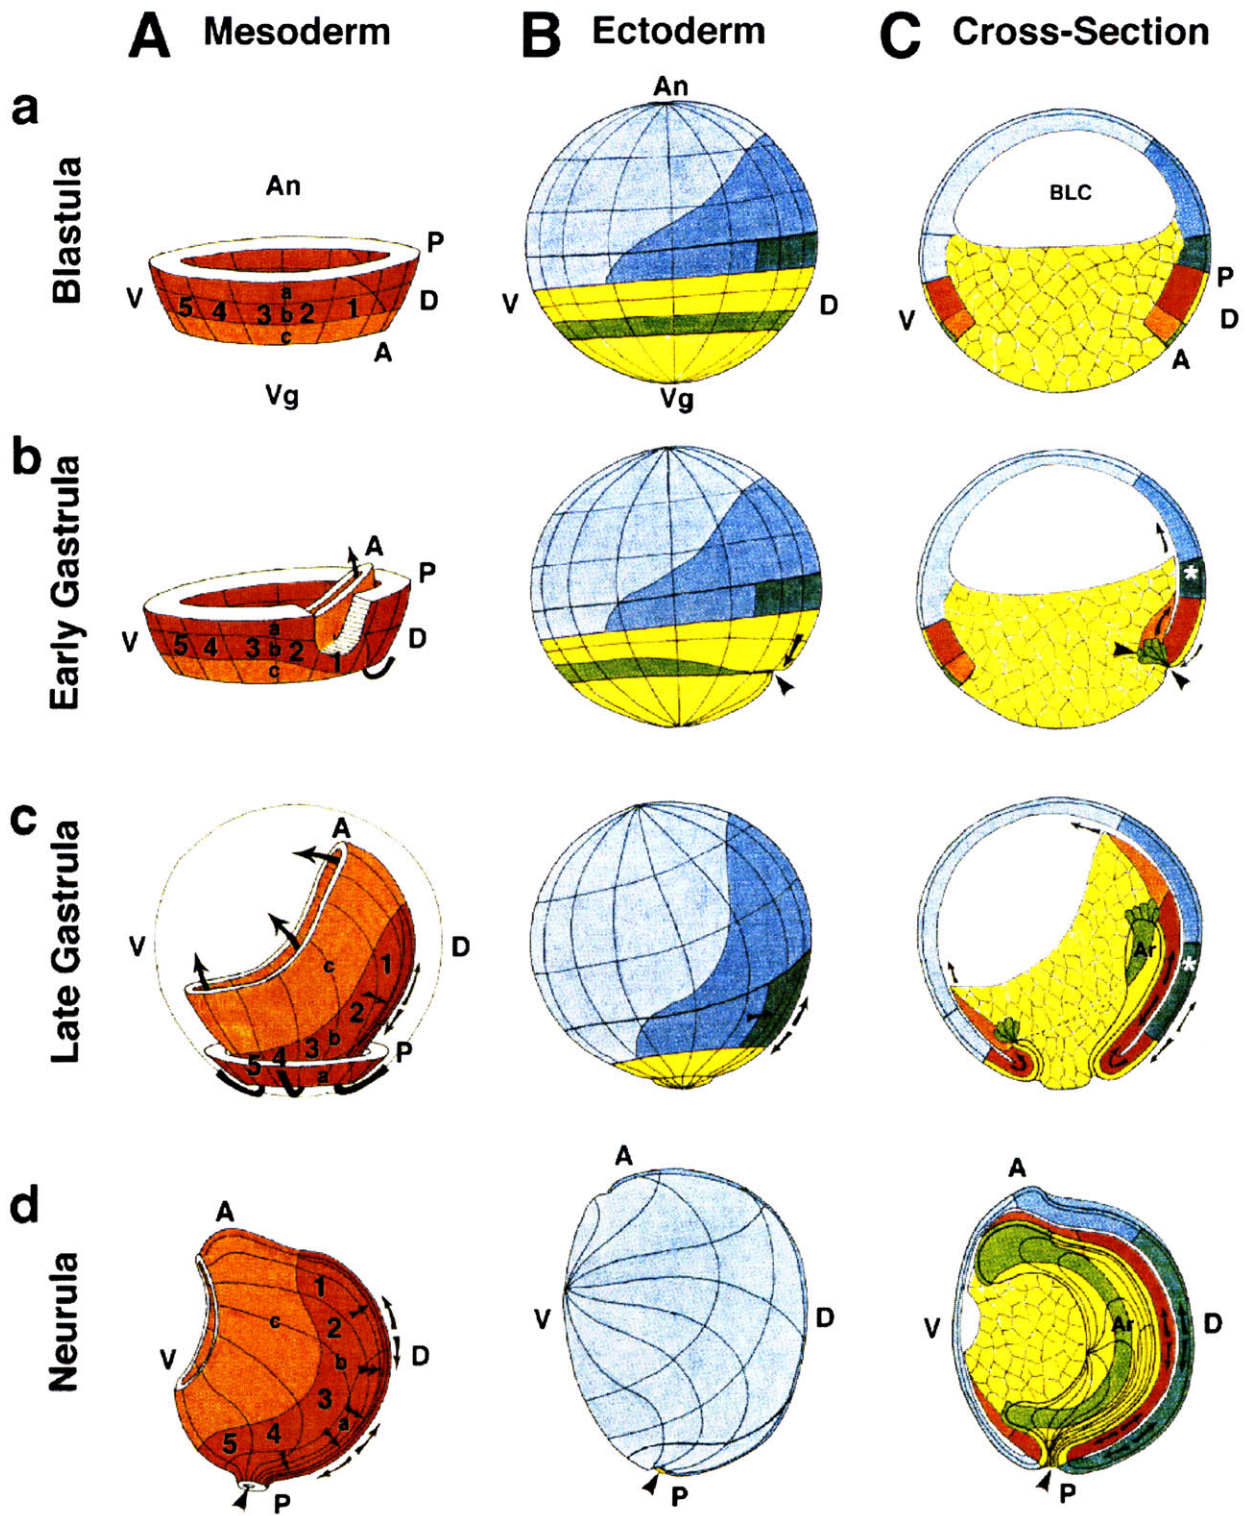 A Mesoderm B Ectoderm C Cross-Section
a Blastula
An
V 5 4 3 2 1 D
a
b
c
P
A
Vg
An
V D
Vg
BLC
V P
D
A
b Early Gastrula
A
P
V 5 4 3 2 1 D
a
b
c
*
c Late Gastrula
A
V D
c 1
2
5 4 3 b
P
a
Ar *
d Neurula
A
1
c 2
V b D
3
a
5 4
P
A
V D
P
A
V Ar D
P